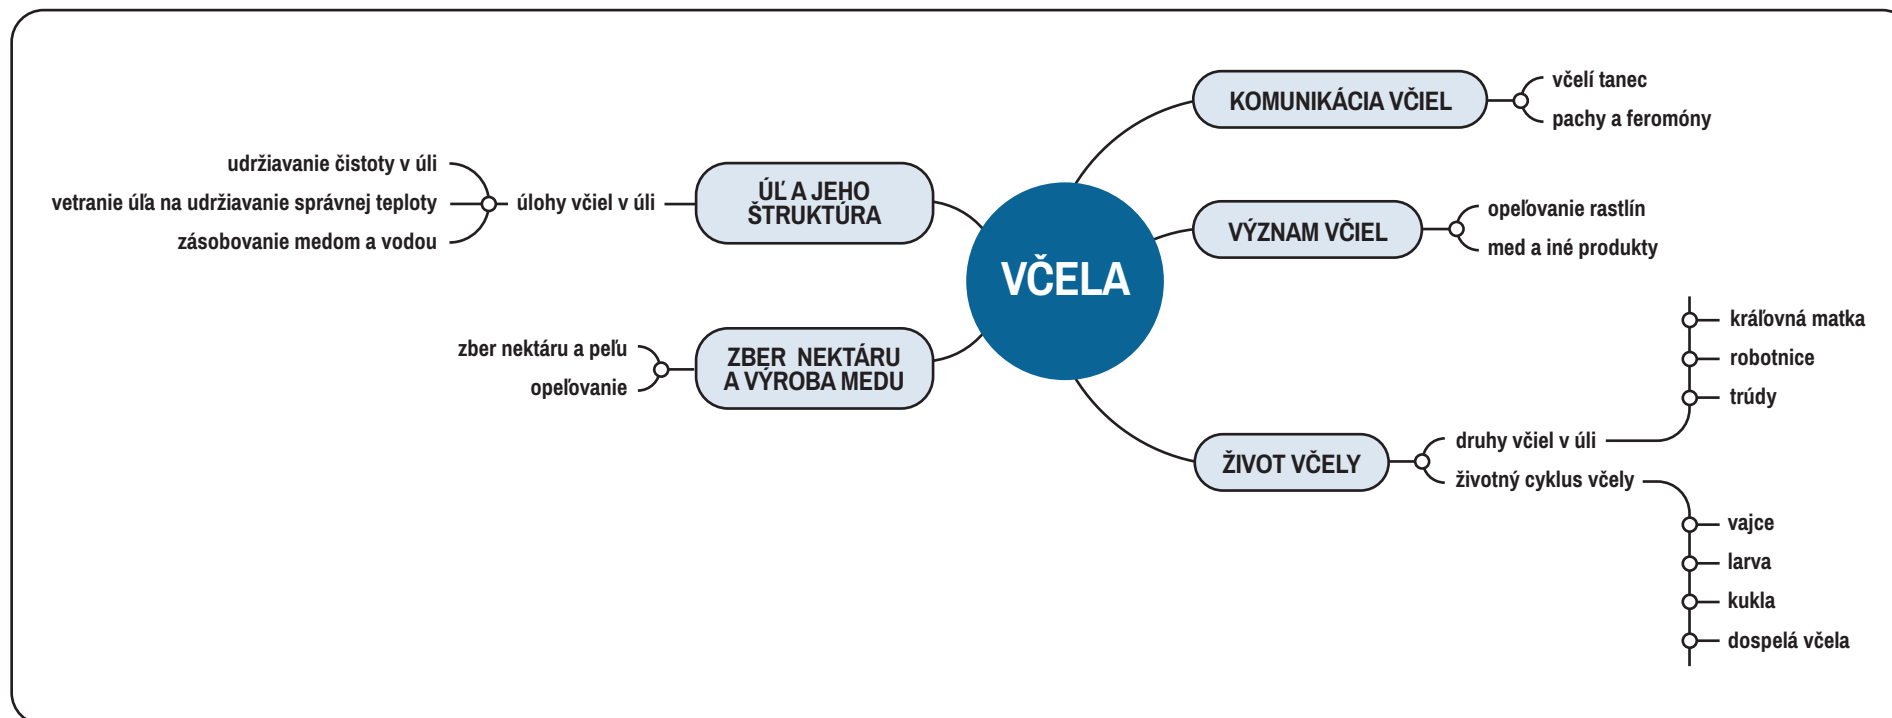 VČELA
KOMUNIKÁCIA VČIEL
včelí tanec
pachy a feromóny
VÝZNAM VČIEL
opeľovanie rastlín
med a iné produkty
ŽIVOT VČELY
druhy včiel v úli
kráľovná matka
robotnice
trúdy
životný cyklus včely
vajce
larva
kukla
dospelá včela
ÚĽ A JEHO
ŠTRUKTÚRA
úlohy včiel v úli
udržiavanie čistoty v úli
vetranie úľa na udržiavanie správnej teploty
zásobovanie medom a vodou
ZBER NEKTÁRU
A VÝROBA MEDU
zber nektáru a peľu
opeľovanie